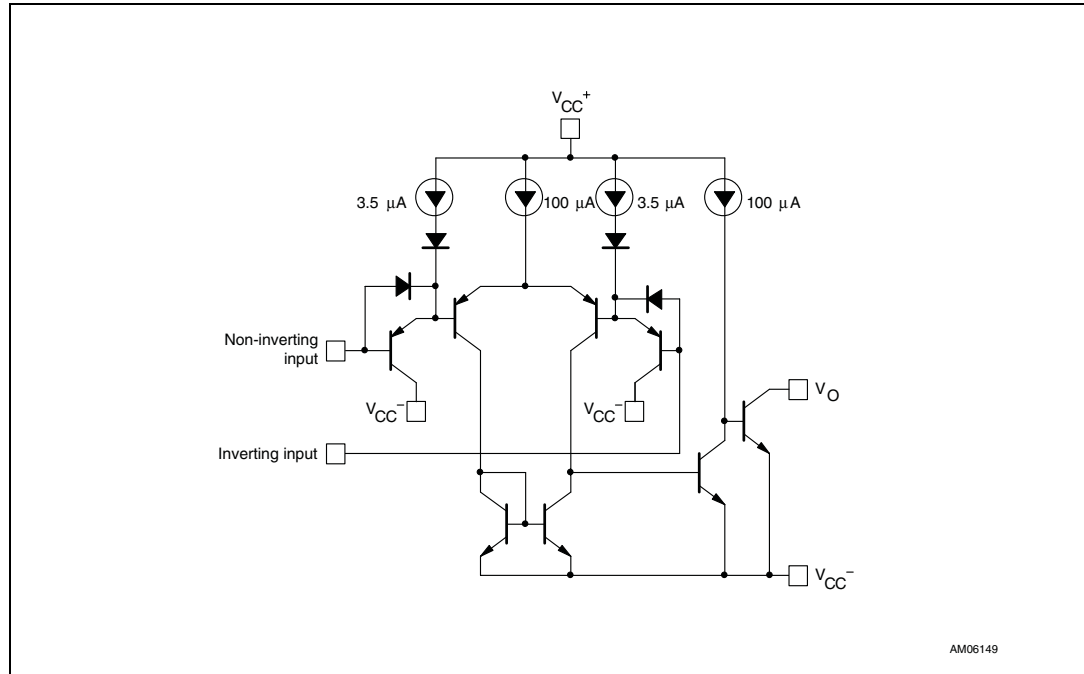 VCC+
3.5 μA
100 μA
3.5 μA
100 μA
Non-inverting
input
VCC−
VCC−
VO
Inverting input
VCC−
AM06149